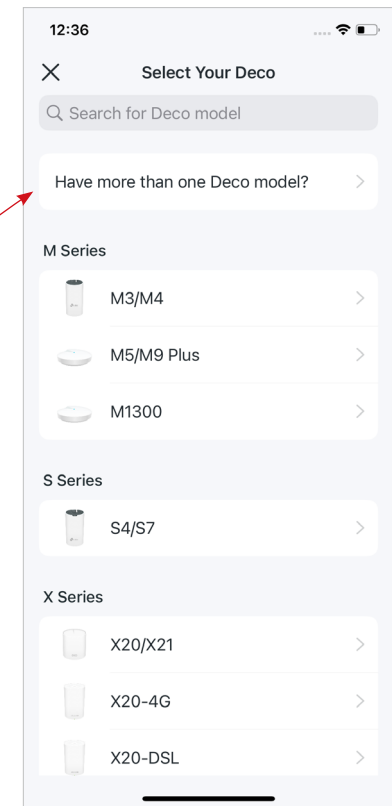 12:36
Select Your Deco
Search for Deco model
Have more than one Deco model?
M Series
M3/M4
M5/M9 Plus
M1300
S Series
S4/S7
X Series
X20/X21
X20-4G
X20-DSL